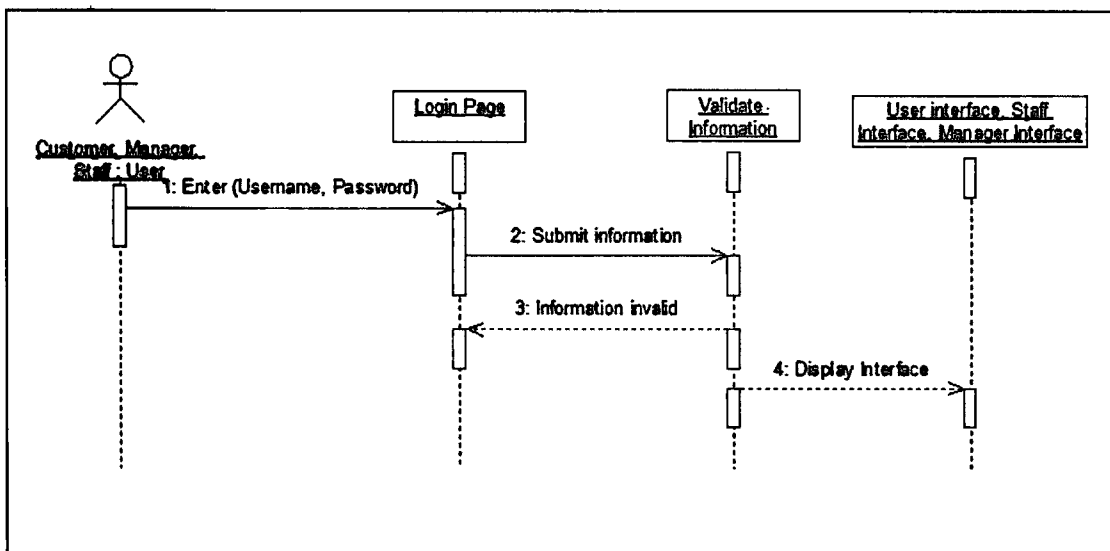 Customer, Manager,
Staff : User
Login Page
Validate
Information
User interface, Staff
Interface, Manager Interface
1: Enter (Username, Password)
2: Submit information
3: Information invalid
4: Display Interface